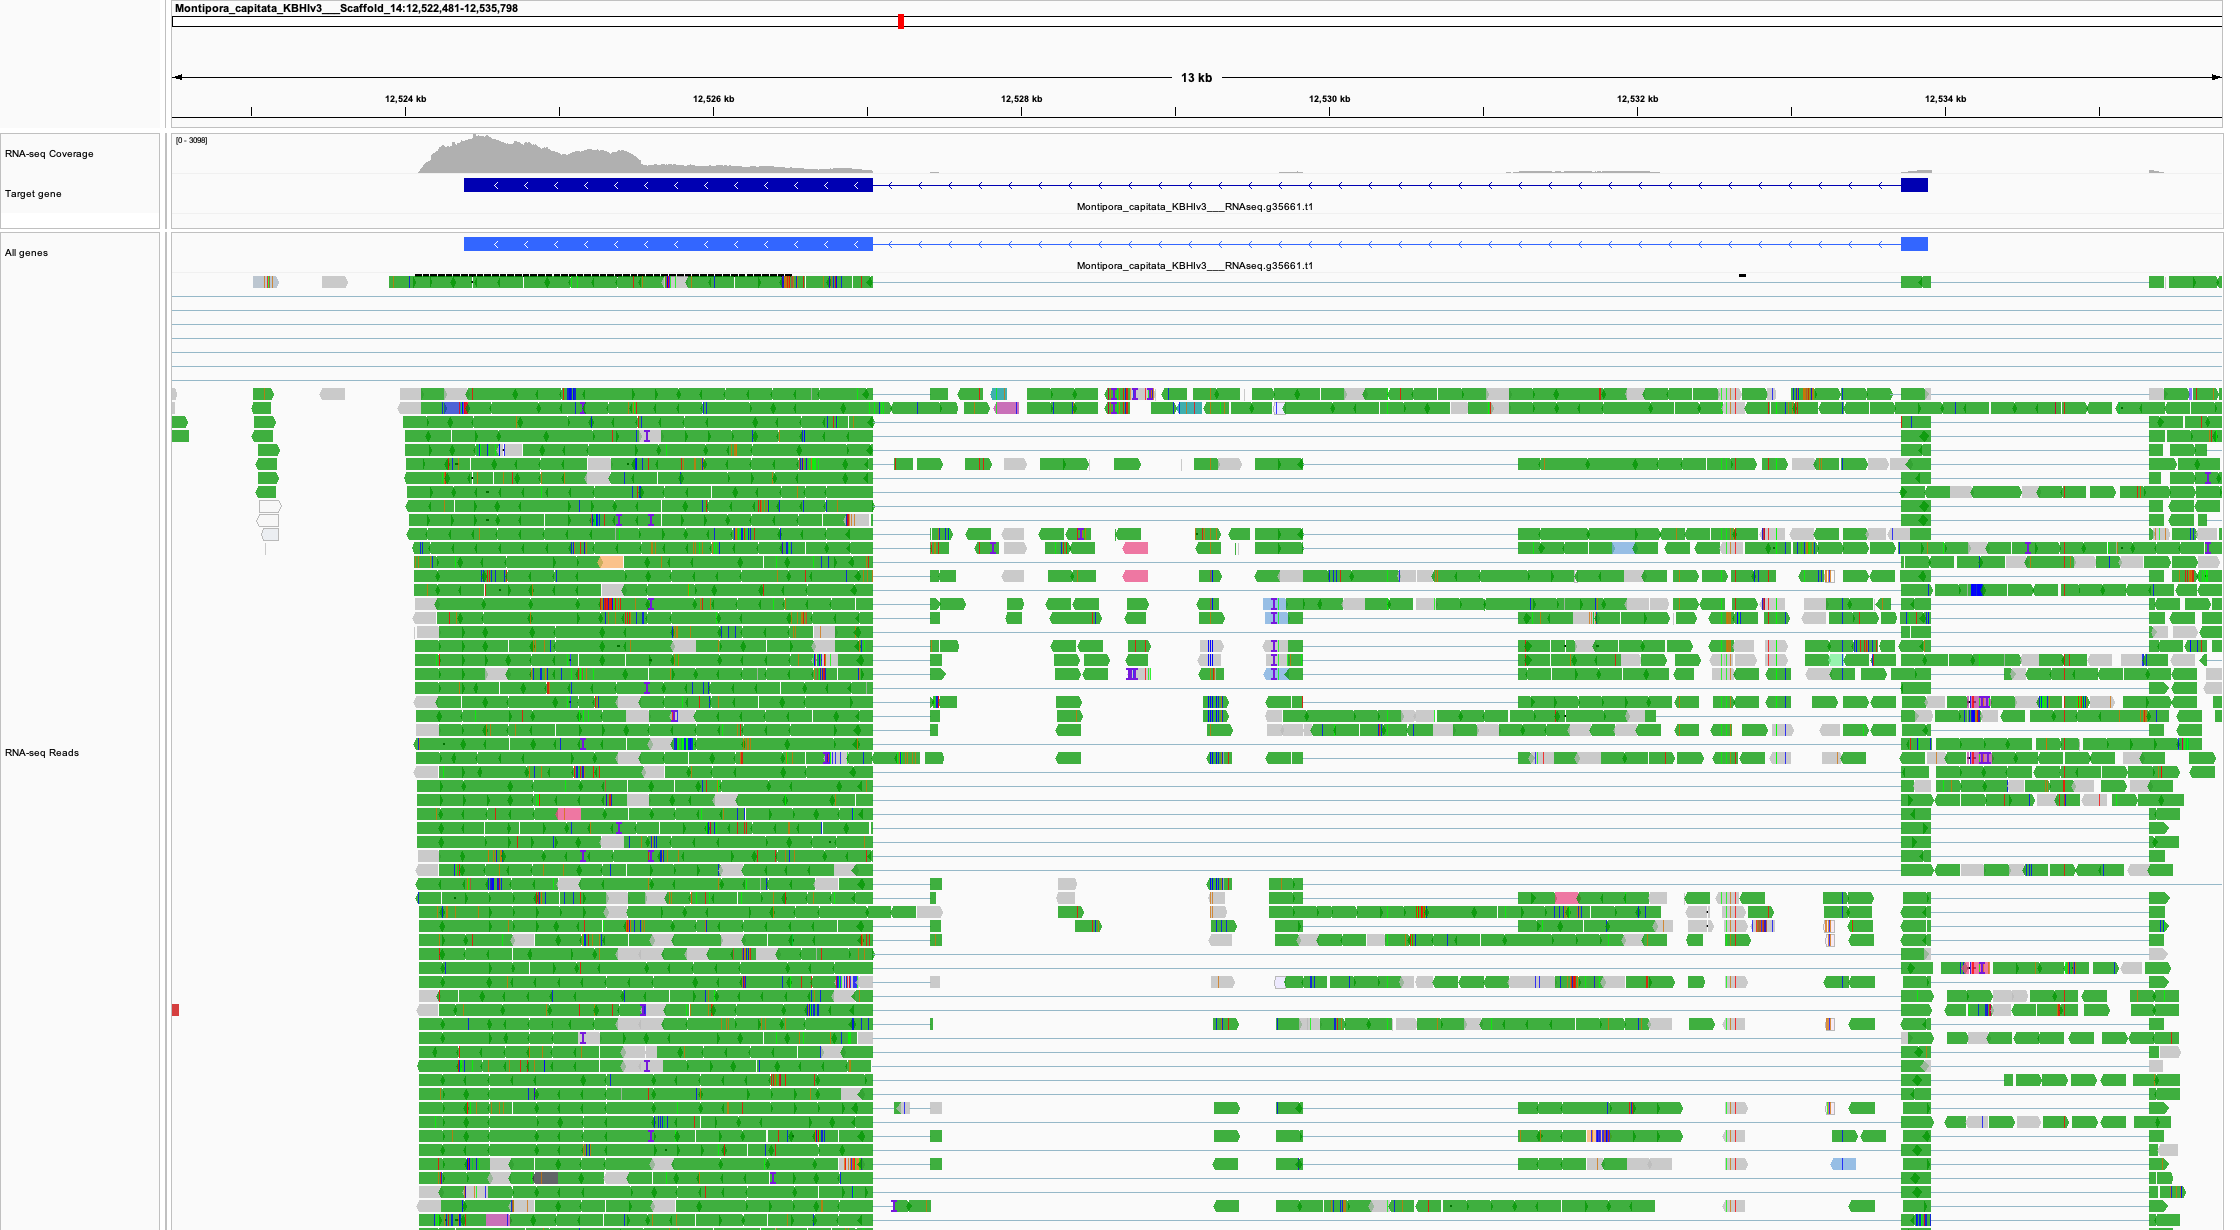 Montipora_capitata_KBHIv3___Scaffold_14:12,522,481-12,535,798
13 kb
12,524 kb 12,526 kb 12,528 kb 12,530 kb 12,532 kb 12,534 kb
[0 - 3098]
RNA-seq Coverage
Target gene
Montipora_capitata_KBHIv3___RNAseq.g35661.t1
All genes
Montipora_capitata_KBHIv3___RNAseq.g35661.t1
RNA-seq Reads